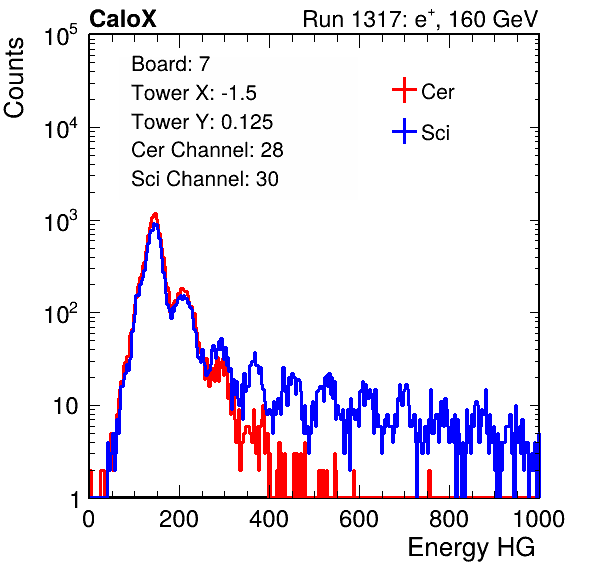 CaloX Run 1317: e⁺, 160 GeV
Counts
10⁵
10⁴
10³
10²
10
1
Board: 7
Tower X: -1.5
Tower Y: 0.125
Cer Channel: 28
Sci Channel: 30
Cer
Sci
0 200 400 600 800 1000
Energy HG